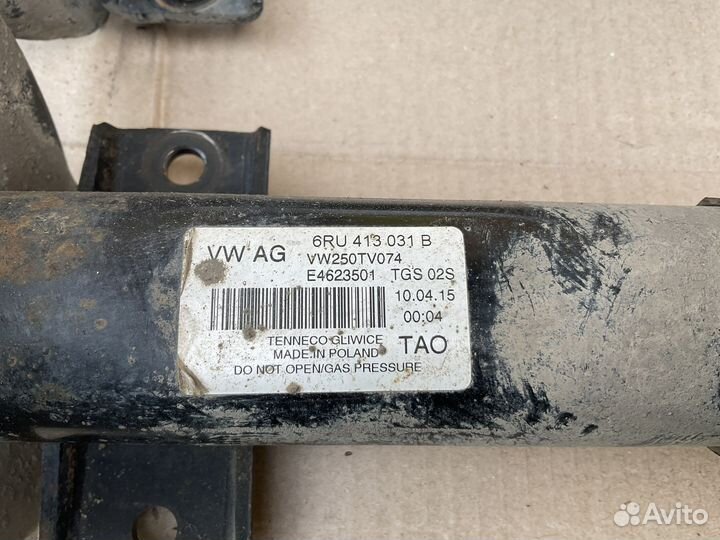 VW AG
6RU 413 031 B
VW250TV074
E4623501 TGS 02S
10.04.15
00:04
TENNECO GLIWICE
MADE IN POLAND
TAO
DO NOT OPEN/GAS PRESSURE
Avito